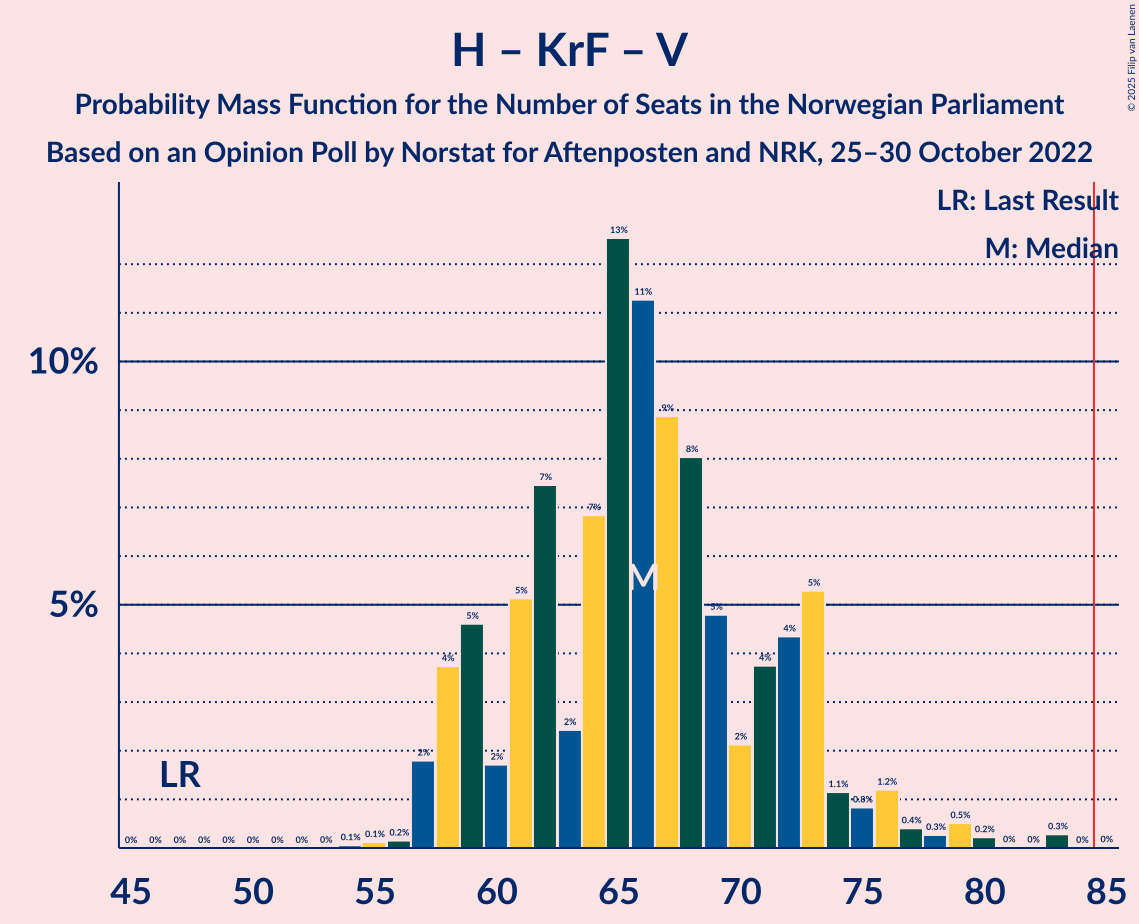 H – KrF – V
Probability Mass Function for the Number of Seats in the Norwegian Parliament
Based on an Opinion Poll by Norstat for Aftenposten and NRK, 25–30 October 2022
© 2025 Filip van Laenen
LR: Last Result
M: Median
10%
5%
LR
M
0% 0% 0% 0% 0% 0% 0% 0% 0% 0.1% 0.1% 0.2% 2% 4% 5% 2% 5% 7% 2% 7% 13% 11% 9% 8% 5% 2% 4% 4% 5% 1.1% 0.8% 1.2% 0.4% 0.3% 0.5% 0.2% 0% 0% 0.3% 0% 0%
45 50 55 60 65 70 75 80 85